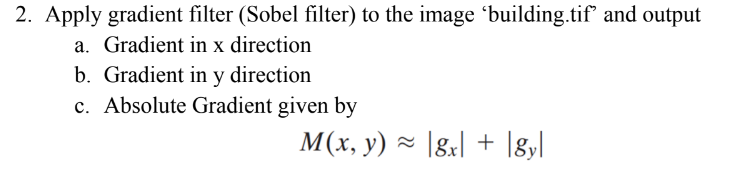 2. Apply gradient filter (Sobel filter) to the image ‘building.tif’ and output
a. Gradient in x direction
b. Gradient in y direction
c. Absolute Gradient given by
M(x, y) ≈ |gₓ| + |g_y|